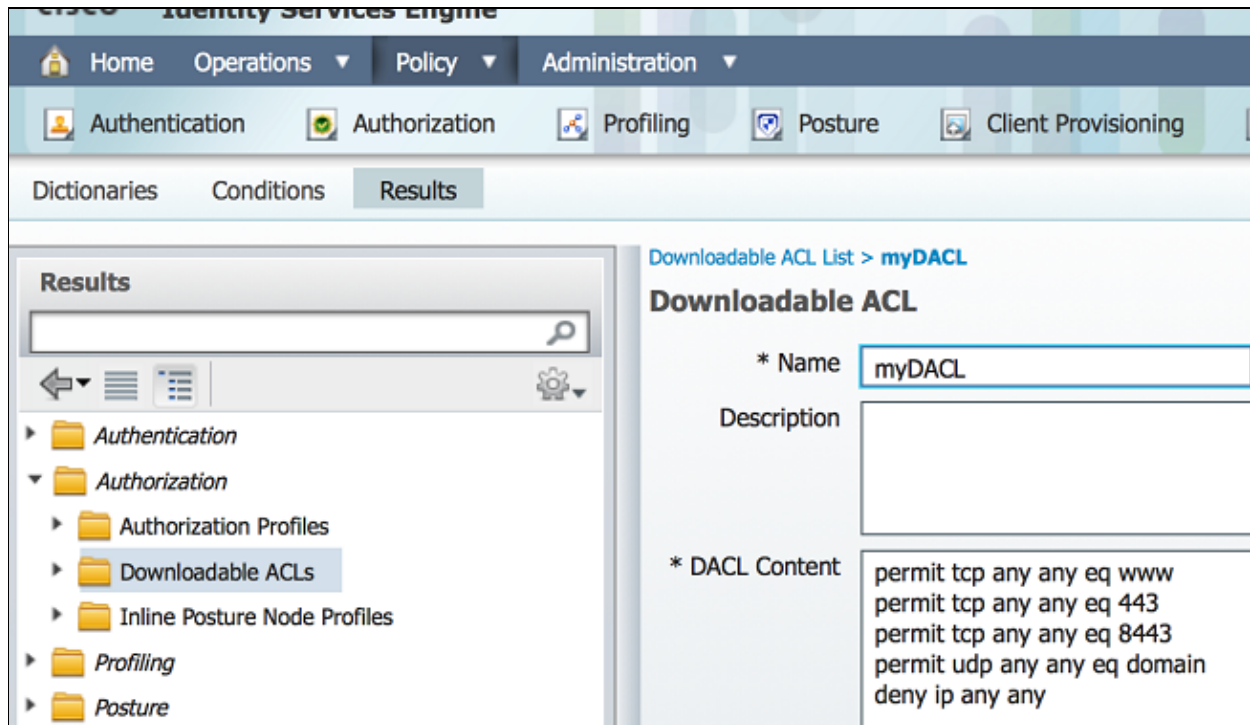 cisco Identity Services Engine
Home Operations Policy Administration
Authentication Authorization Profiling Posture Client Provisioning
Dictionaries Conditions Results
Results
Authentication
Authorization
Authorization Profiles
Downloadable ACLs
Inline Posture Node Profiles
Profiling
Posture
Downloadable ACL List > myDACL
Downloadable ACL
* Name myDACL
Description
* DACL Content
permit tcp any any eq www
permit tcp any any eq 443
permit tcp any any eq 8443
permit udp any any eq domain
deny ip any any